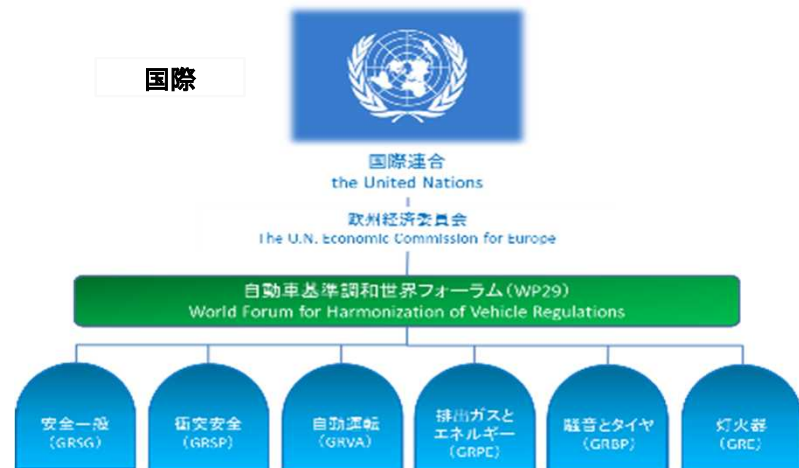 国際
国際連合
the United Nations
欧州経済委員会
The U.N. Economic Commission for Europe
自動車基準調和世界フォーラム(WP29)
World Forum for Harmonization of Vehicle Regulations
安全一般
(GRSG)
衝突安全
(GRSP)
自動運転
(GRVA)
排出ガスと
エネルギー
(GRPE)
騒音とタイヤ
(GRBP)
灯火器
(GRE)